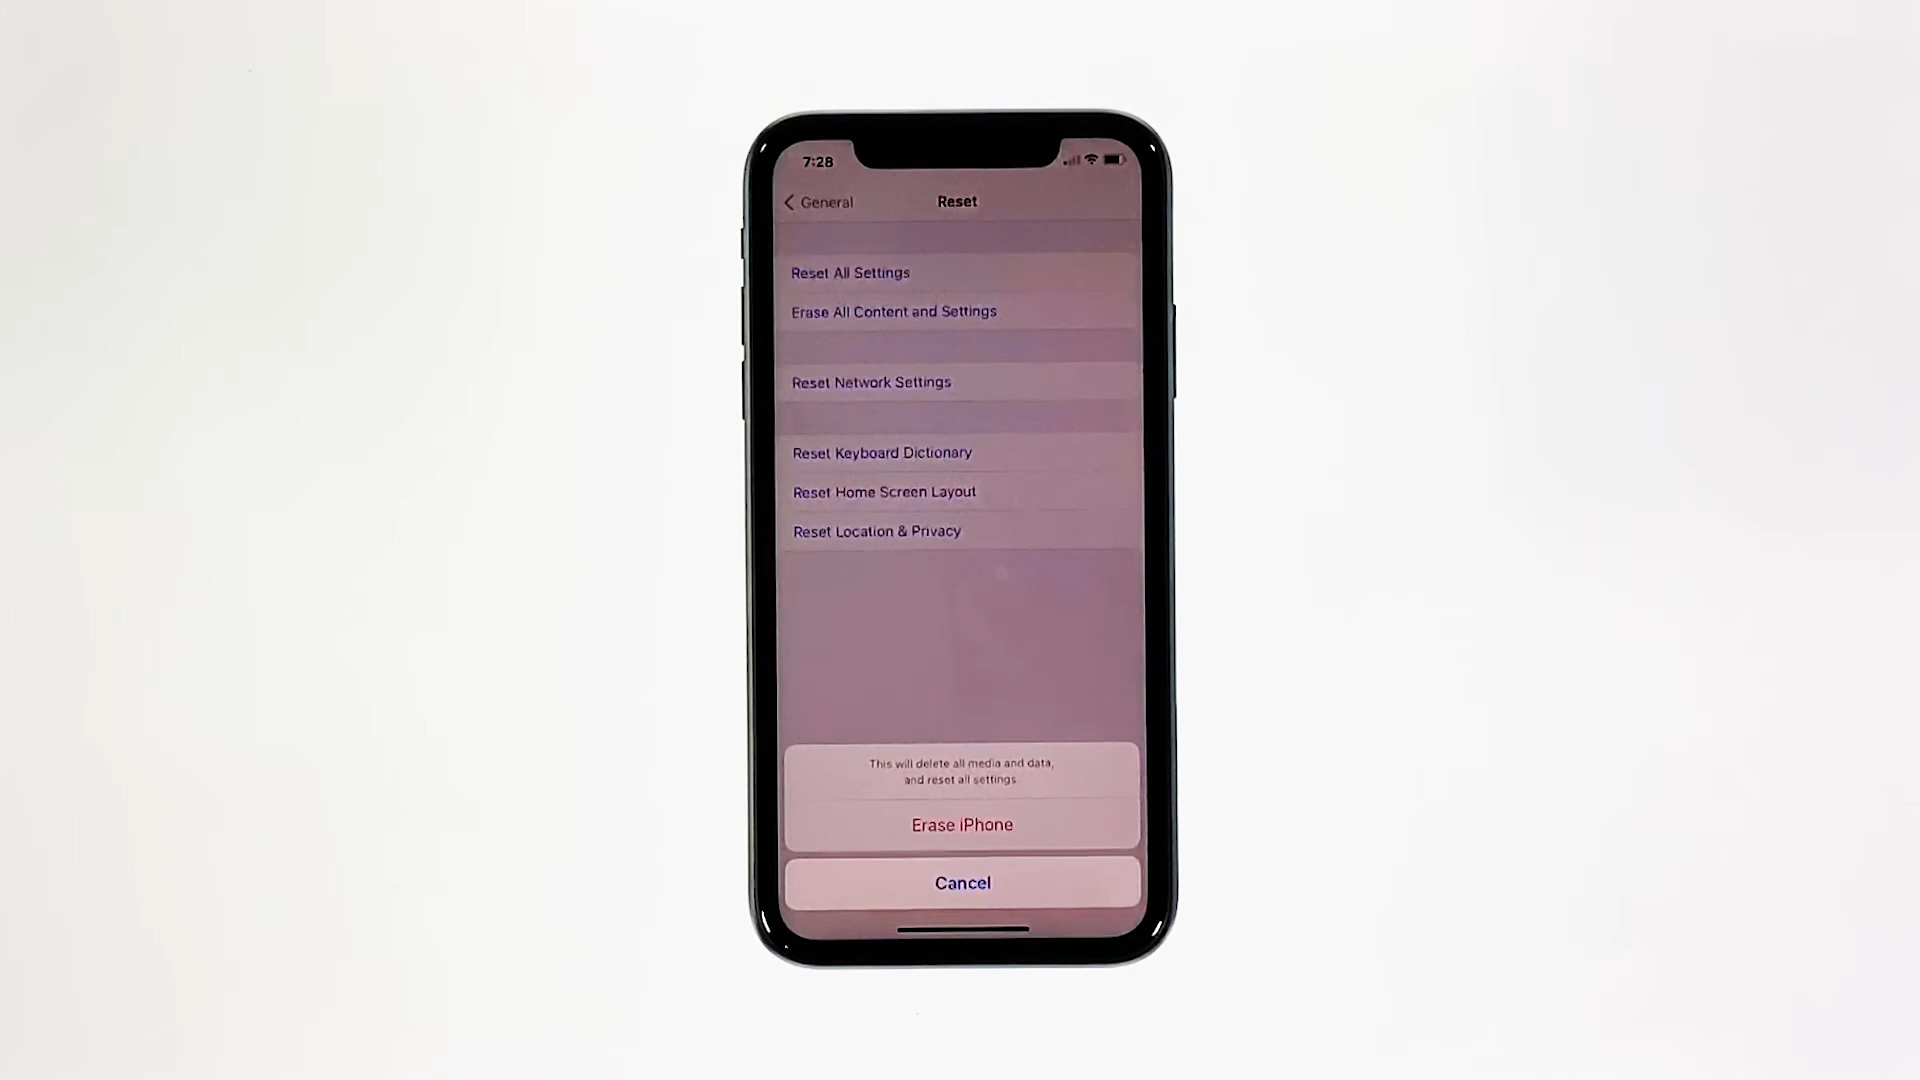 7:28
General
Reset
Reset All Settings
Erase All Content and Settings
Reset Network Settings
Reset Keyboard Dictionary
Reset Home Screen Layout
Reset Location & Privacy
This will delete all media and data,
and reset all settings.
Erase iPhone
Cancel